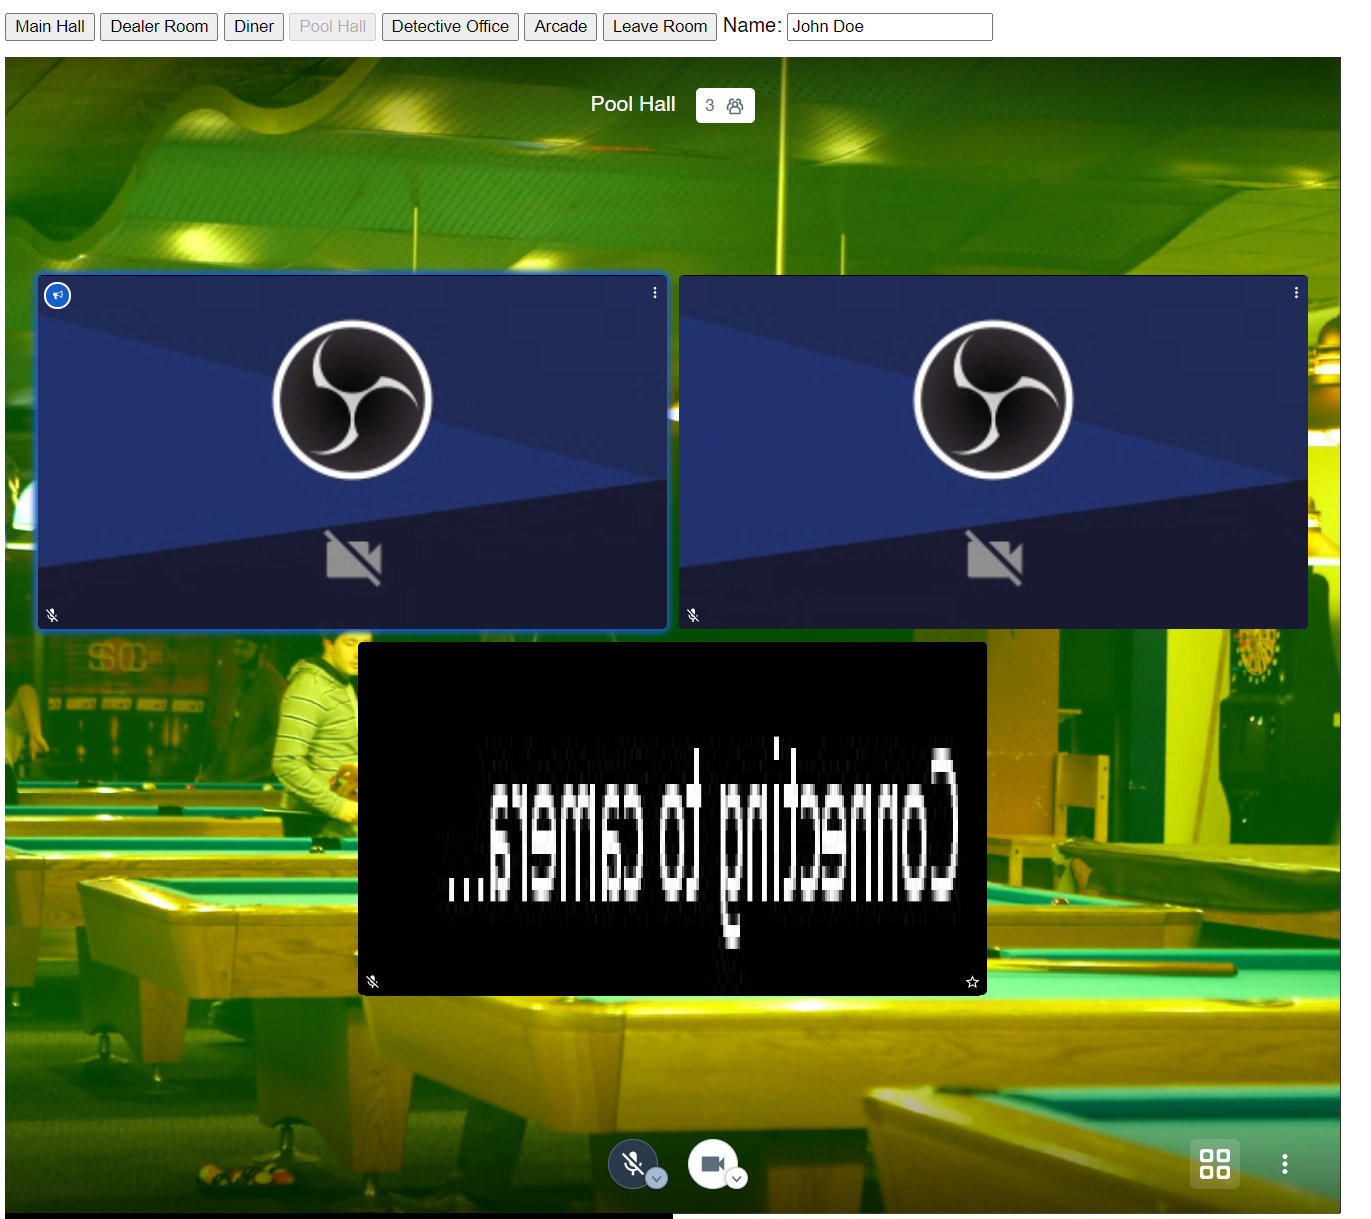 Main Hall Dealer Room Diner Pool Hall Detective Office Arcade Leave Room Name: John Doe
Pool Hall 3
Connecting to camera...